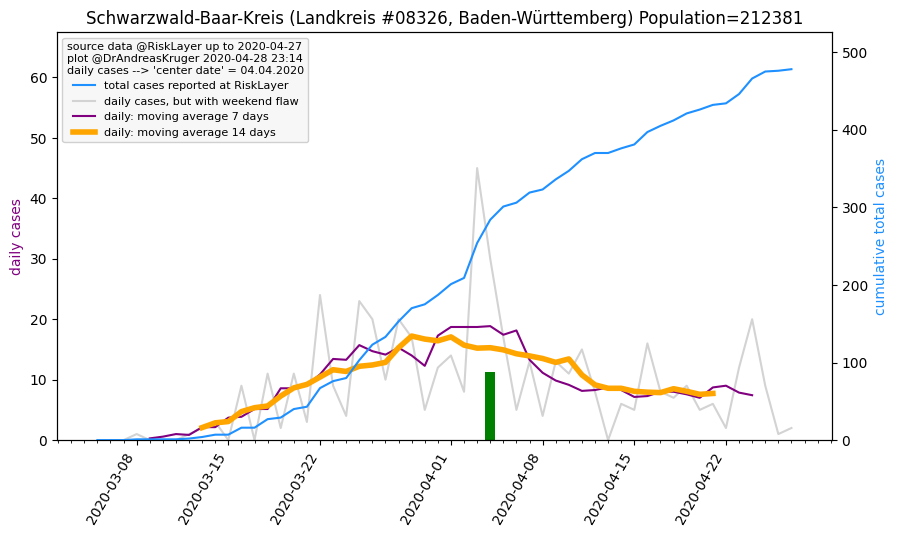 Schwarzwald-Baar-Kreis (Landkreis #08326, Baden-Württemberg) Population=212381
source data @RiskLayer up to 2020-04-27
plot @DrAndreasKruger 2020-04-28 23:14
daily cases --> 'center date' = 04.04.2020
total cases reported at RiskLayer
daily cases, but with weekend flaw
daily: moving average 7 days
daily: moving average 14 days
daily cases
60
50
40
30
20
10
0
500
400
300
200
100
0
cumulative total cases
2020-03-08
2020-03-15
2020-03-22
2020-04-01
2020-04-08
2020-04-15
2020-04-22